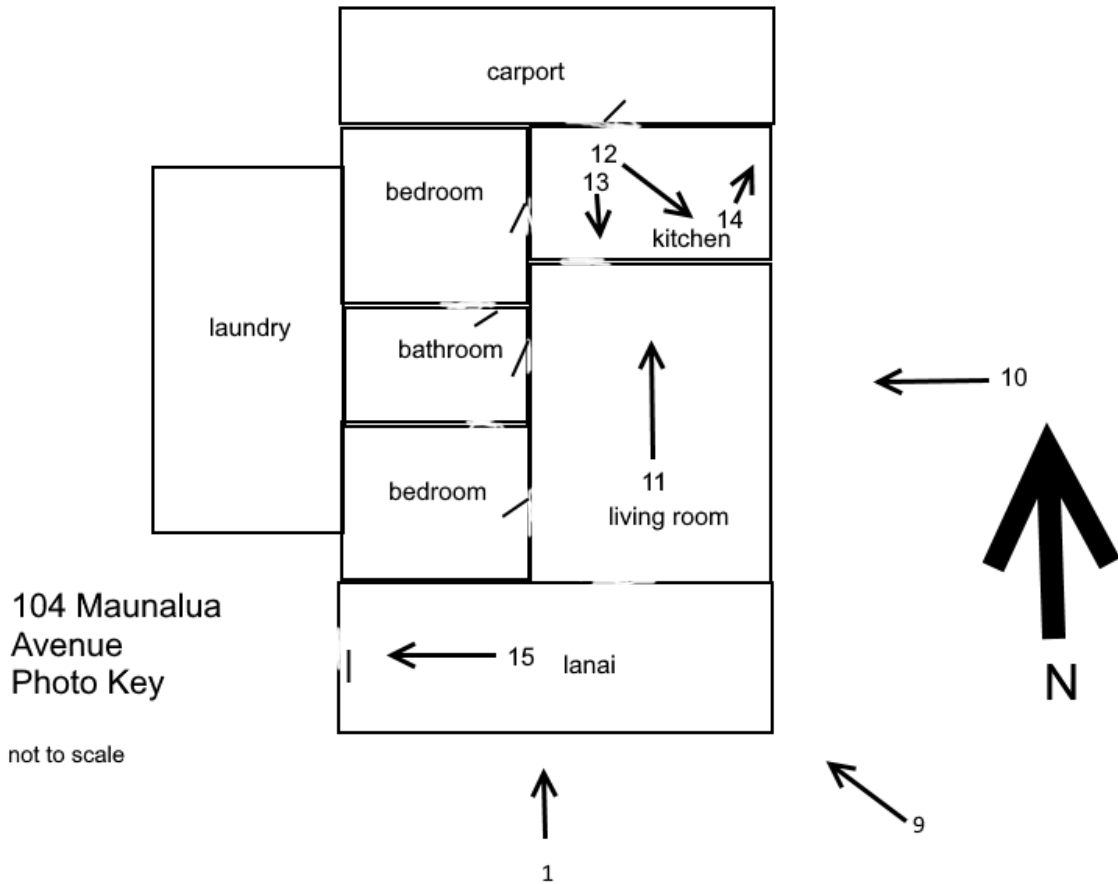 carport
12
bedroom
13
14
kitchen
laundry
bathroom
10
11
bedroom
living room
104 Maunalua
Avenue
Photo Key
15
lanai
N
not to scale
9
1